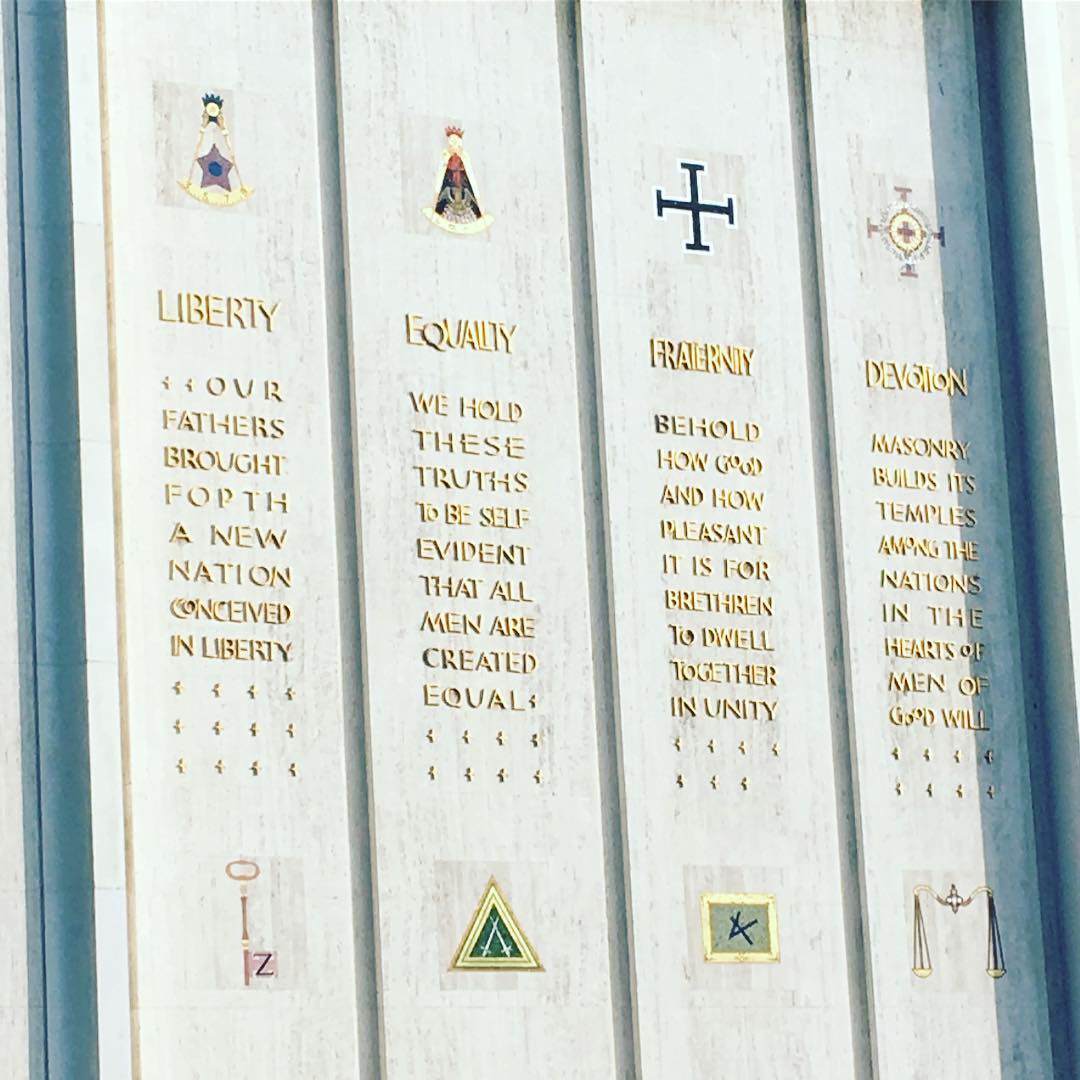 LIBERTY
OUR
FATHERS
BROUGHT
FOPTH
A NEW
NATION
CONCEIVED
IN LIBERTY
Z
EQUALITY
WE HOLD
THESE
TRUTHS
TO BE SELF
EVIDENT
THAT ALL
MEN ARE
CREATED
EQUAL
FRATERNITY
BEHOLD
HOW GOOD
AND HOW
PLEASANT
IT IS FOR
BRETHREN
TO DWELL
TOGETHER
IN UNITY
DEVOTION
MASONRY
BUILDS ITS
TEMPLES
AMONG THE
NATIONS
IN THE
HEARTS OF
MEN OF
GOOD WILL